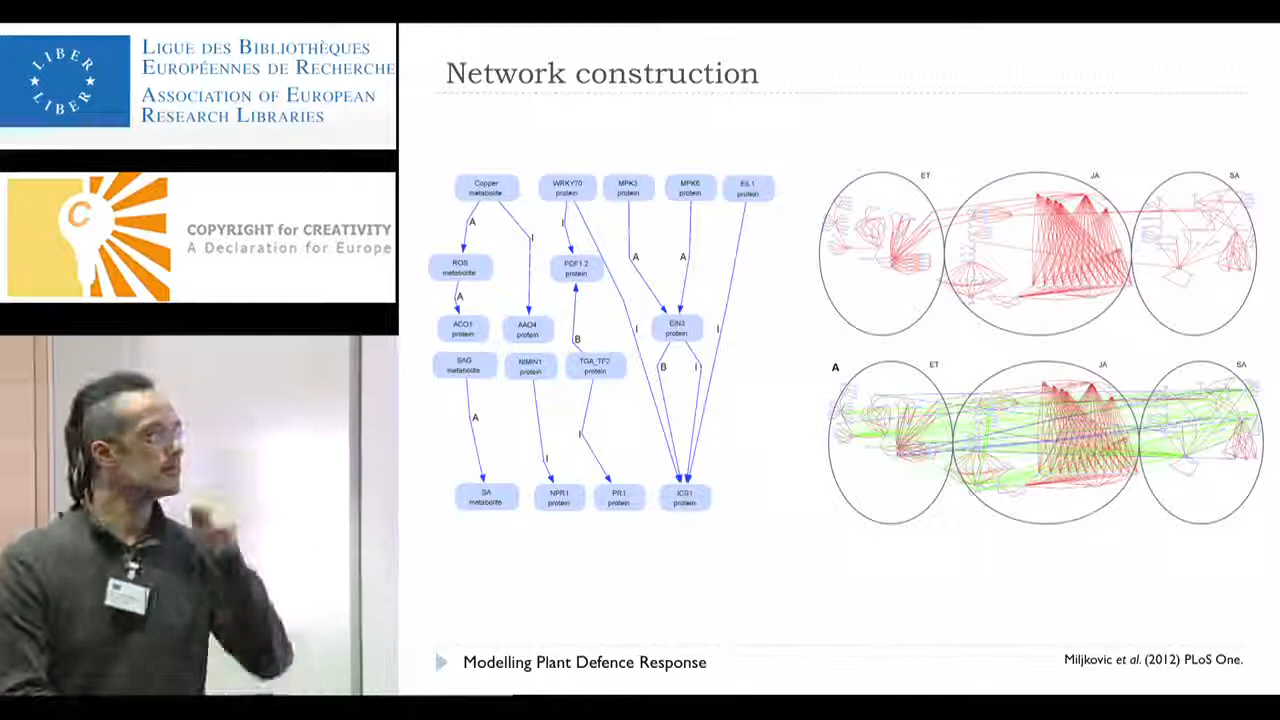 LIBER
LIBER
LIGUE DES BIBLIOTHÈQUES
EUROPÉENNES DE RECHERCHE
ASSOCIATION OF EUROPEAN
RESEARCH LIBRARIES
C
COPYRIGHT for CREATIVITY
A Declaration for Europe
Network construction
Copper
metabolite
WRKY70
protein
MPK3
protein
MPK6
protein
EIL1
protein
A
I
I
ROS
metabolite
PDF1.2
protein
A
A
A
ACO1
protein
AAO4
protein
EIN3
protein
I
I
B
SAG
metabolite
NIMIN1
protein
TGA_TF2
protein
B
I
A
I
I
SA
metabolite
NPR1
protein
PR1
protein
ICS1
protein
ET
JA
SA
A
ET
JA
SA
Modelling Plant Defence Response
Miljkovic et al. (2012) PLoS One.